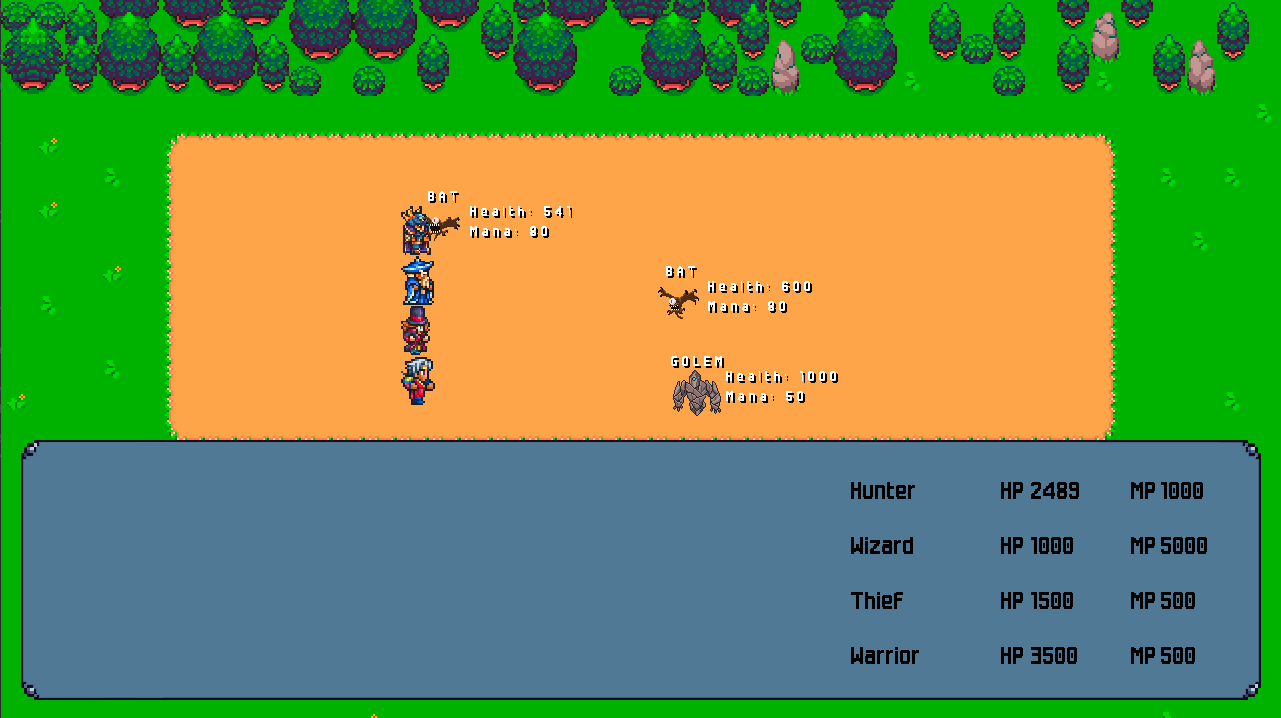 BAT
Health: 541
Mana: 80
BAT
Health: 600
Mana: 80
GOLEM
Health: 1000
Mana: 50
Hunter HP 2489 MP 1000
Wizard HP 1000 MP 5000
Thief HP 1500 MP 500
Warrior HP 3500 MP 500